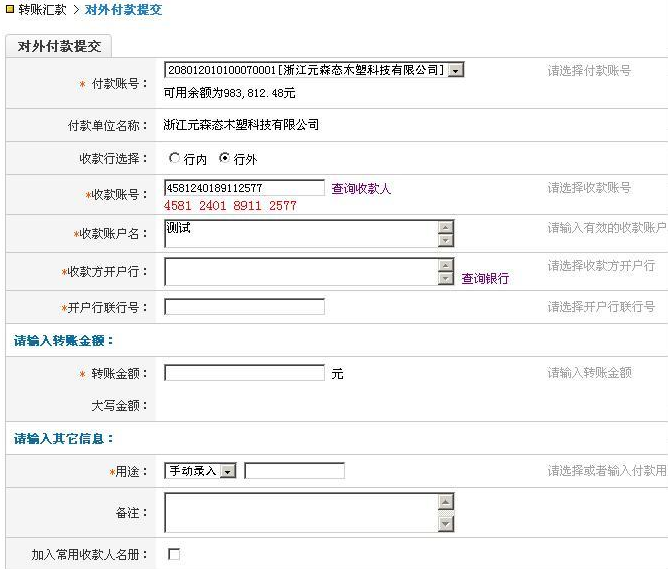 转账汇款 > 对外付款提交
对外付款提交
* 付款账号： 208012010100070001[浙江元森态木塑科技有限公司] 请选择付款账号
可用余额为983,812.48元
付款单位名称： 浙江元森态木塑科技有限公司
收款行选择： 行内 行外
*收款账号： 4581240189112577 查询收款人 请选择收款账号
4581 2401 8911 2577
*收款账户名： 测试 请输入有效的收款账户
*收款方开户行： 查询银行 请选择收款方开户行
*开户行联行号： 请选择开户行联行号
请输入转账金额：
* 转账金额： 元 请输入转账金额
大写金额：
请输入其它信息：
*用途： 手动录入 请选择或者输入付款用
备注：
加入常用收款人名册：